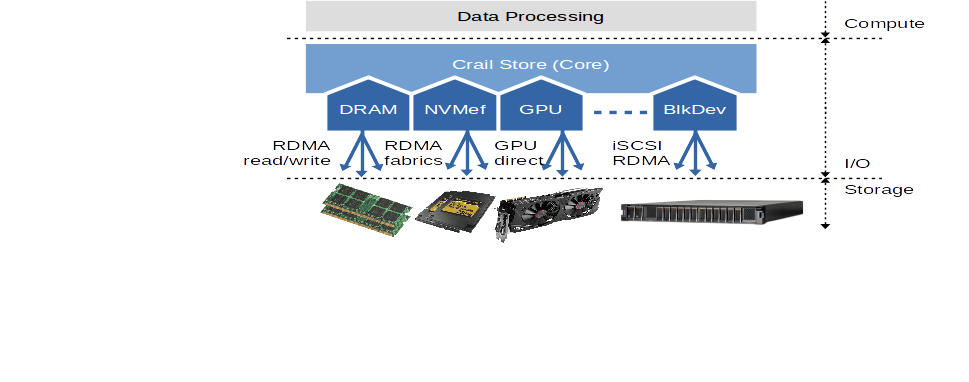 Data Processing
Compute
Crail Store (Core)
DRAM
NVMef
GPU
BlkDev
RDMA
read/write
RDMA
fabrics
GPU
direct
iSCSI
RDMA
I/O
Storage